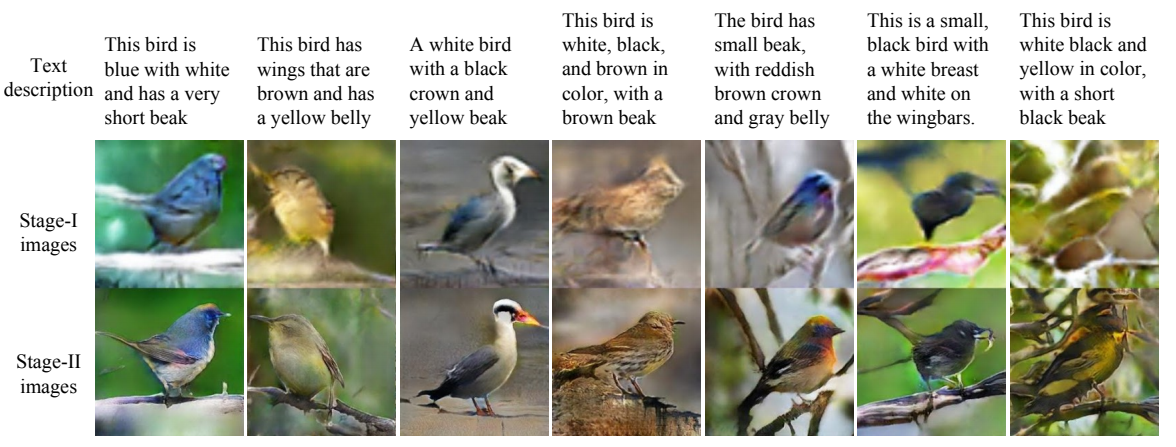 Text
description
This bird is
blue with white
and has a very
short beak
This bird has
wings that are
brown and has
a yellow belly
A white bird
with a black
crown and
yellow beak
This bird is
white, black,
and brown in
color, with a
brown beak
The bird has
small beak,
with reddish
brown crown
and gray belly
This is a small,
black bird with
a white breast
and white on
the wingbars.
This bird is
white black and
yellow in color,
with a short
black beak
Stage-I
images
Stage-II
images